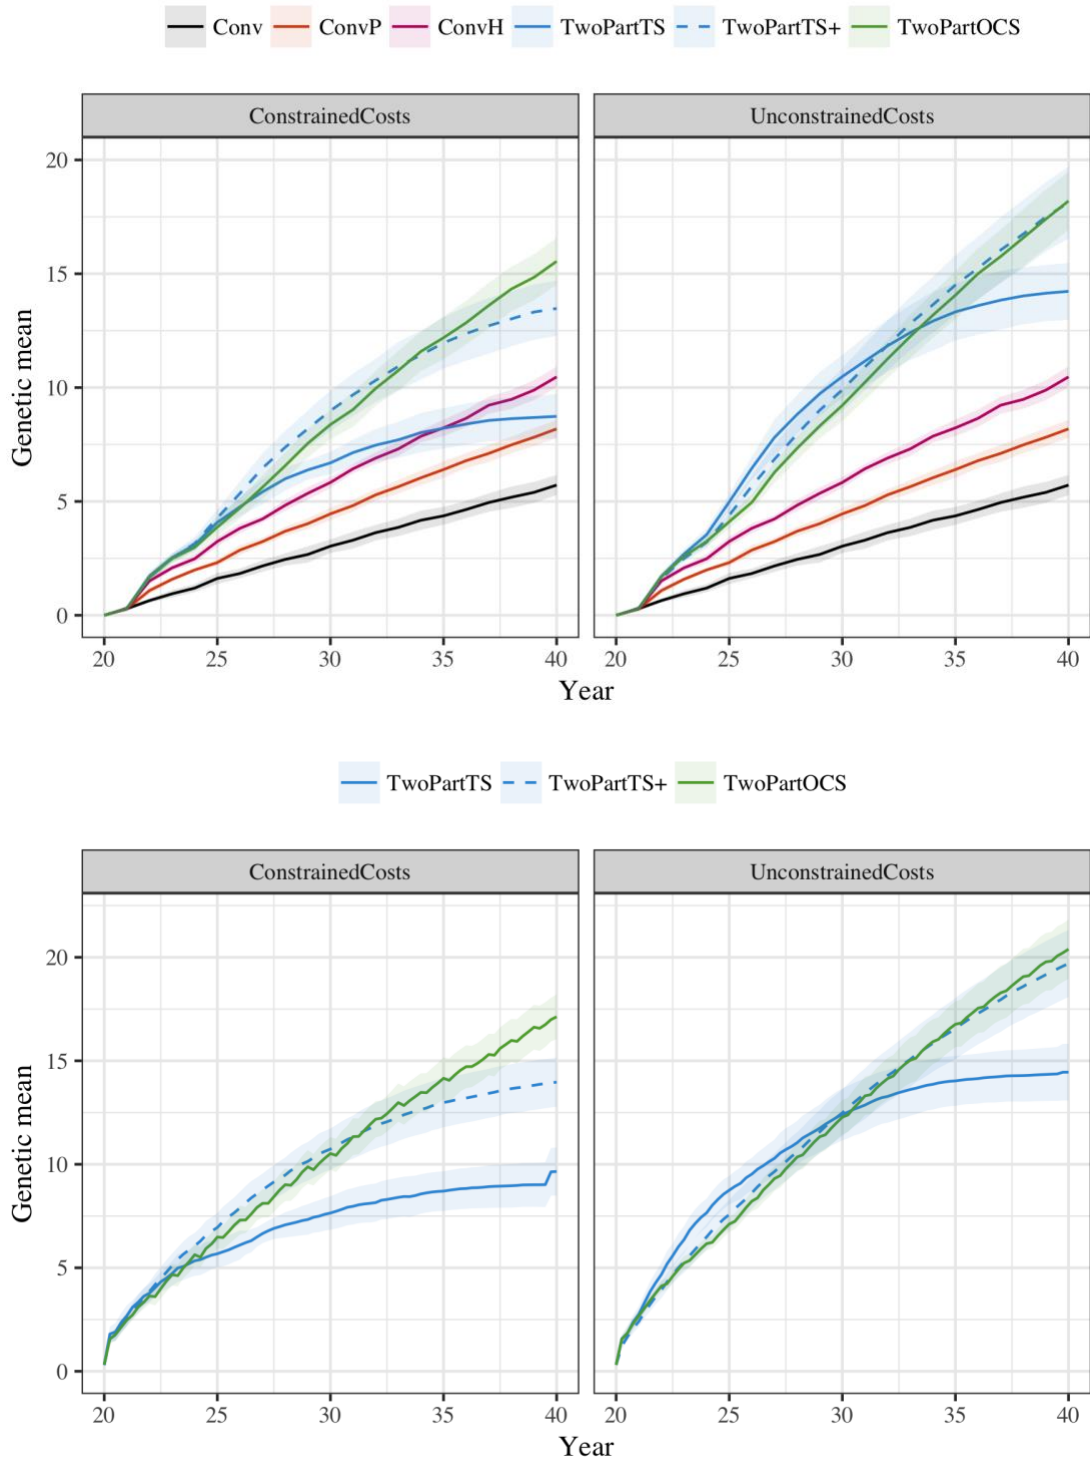 Conv ConvP ConvH TwoPartTS TwoPartTS+ TwoPartOCS
ConstrainedCosts UnconstrainedCosts
20
15
10
5
0
Genetic mean
20 25 30 35 40 20 25 30 35 40
Year
TwoPartTS TwoPartTS+ TwoPartOCS
ConstrainedCosts UnconstrainedCosts
20
15
10
5
0
Genetic mean
20 25 30 35 40 20 25 30 35 40
Year